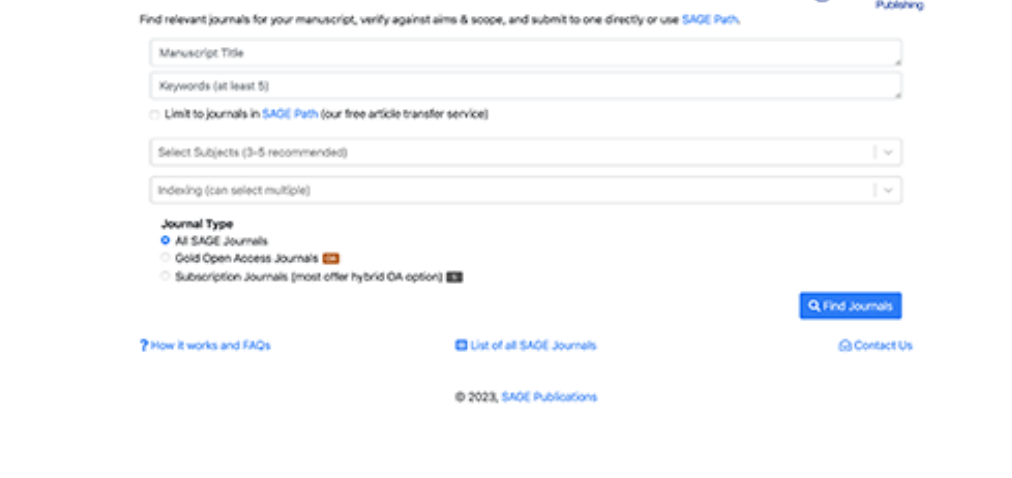 Publishing
Find relevant journals for your manuscript, verify against aims & scope, and submit to one directly or use SAGE Path.
Manuscript Title
Keywords (at least 5)
Limit to journals in SAGE Path (our free article transfer service)
Select Subjects (3-5 recommended)
Indexing (can select multiple)
Journal Type
All SAGE Journals
Gold Open Access Journals OA
Subscription Journals (most offer hybrid OA option)
Find Journals
? How it works and FAQs
List of all SAGE Journals
Contact Us
© 2023, SAGE Publications